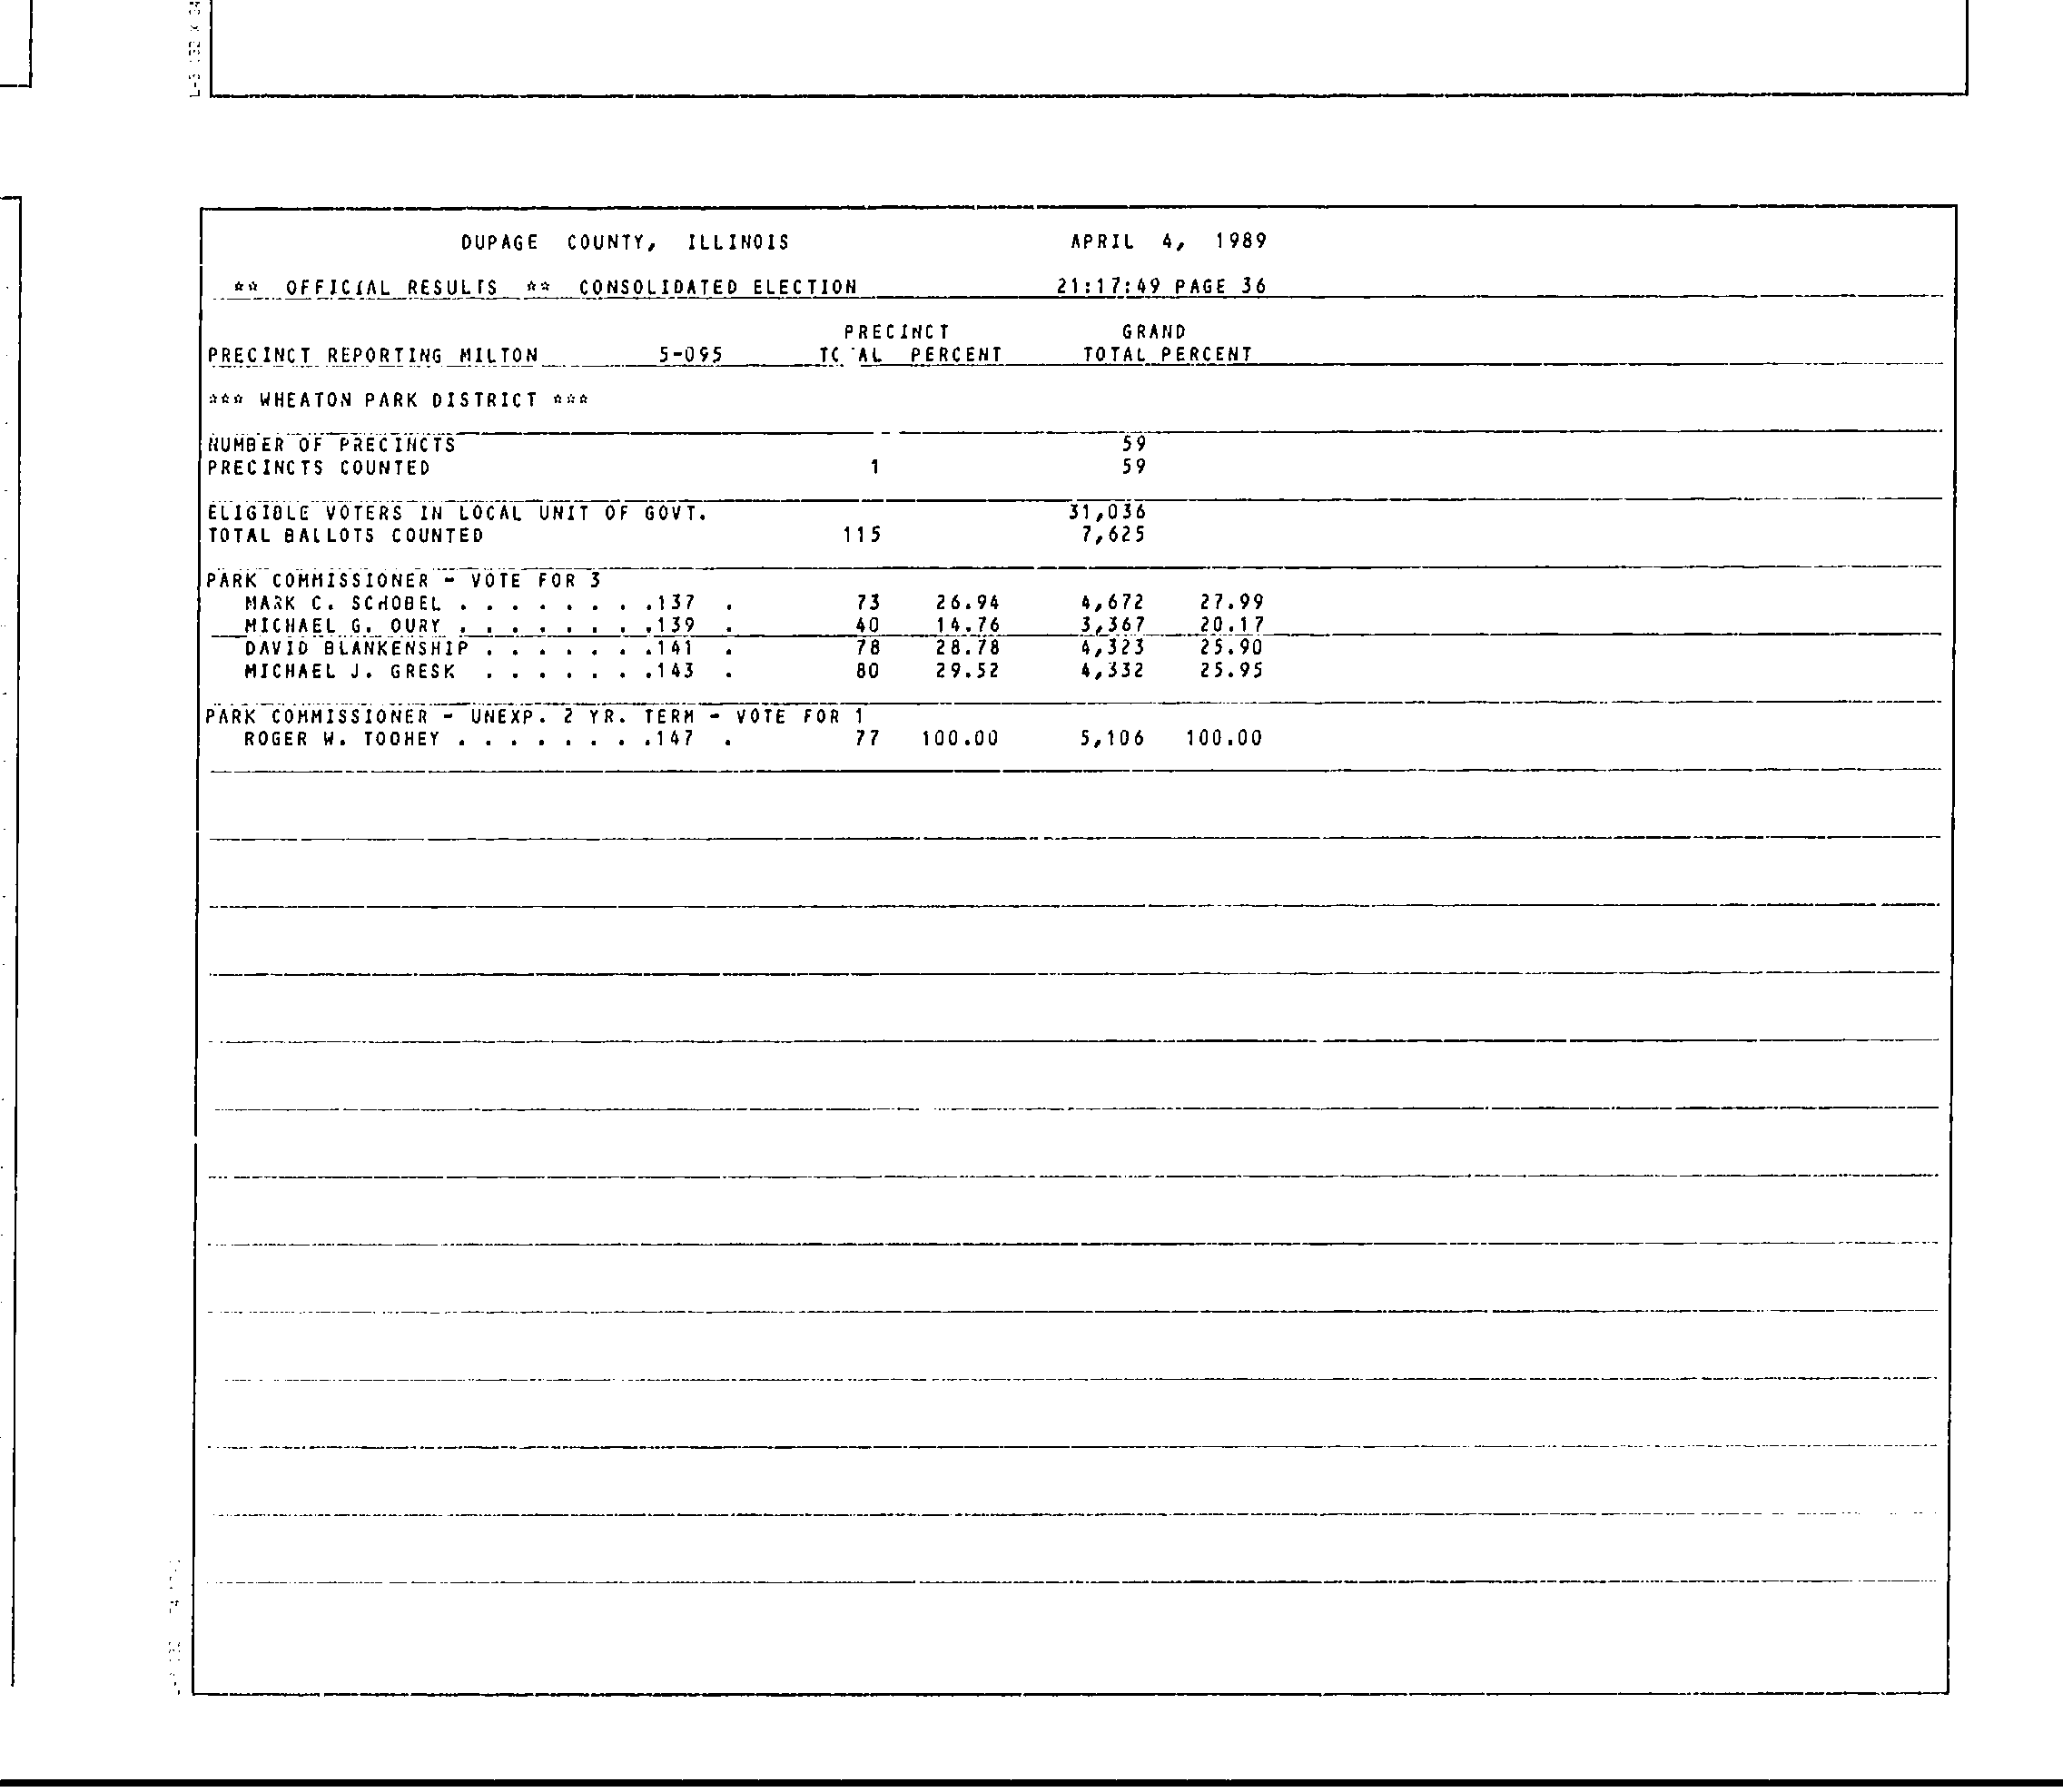 DUPAGE COUNTY, ILLINOIS APRIL 4, 1989
** OFFICIAL RESULTS ** CONSOLIDATED ELECTION 21:17:49 PAGE 36
PRECINCT GRAND
PRECINCT REPORTING MILTON 5-095 TOTAL PERCENT TOTAL PERCENT
*** WHEATON PARK DISTRICT ***
NUMBER OF PRECINCTS 59
PRECINCTS COUNTED 1 59
ELIGIBLE VOTERS IN LOCAL UNIT OF GOVT. 31,036
TOTAL BALLOTS COUNTED 115 7,625
PARK COMMISSIONER - VOTE FOR 3
MARK C. SCHOBEL . . . . . . . .137 . 73 26.94 4,672 27.99
MICHAEL G. OURY . . . . . . . .139 . 40 14.76 3,367 20.17
DAVID BLANKENSHIP . . . . . . .141 . 78 28.78 4,323 25.90
MICHAEL J. GRESK . . . . . . .143 . 80 29.52 4,332 25.95
PARK COMMISSIONER - UNEXP. 2 YR. TERM - VOTE FOR 1
ROGER W. TOOHEY . . . . . . . .147 . 77 100.00 5,106 100.00